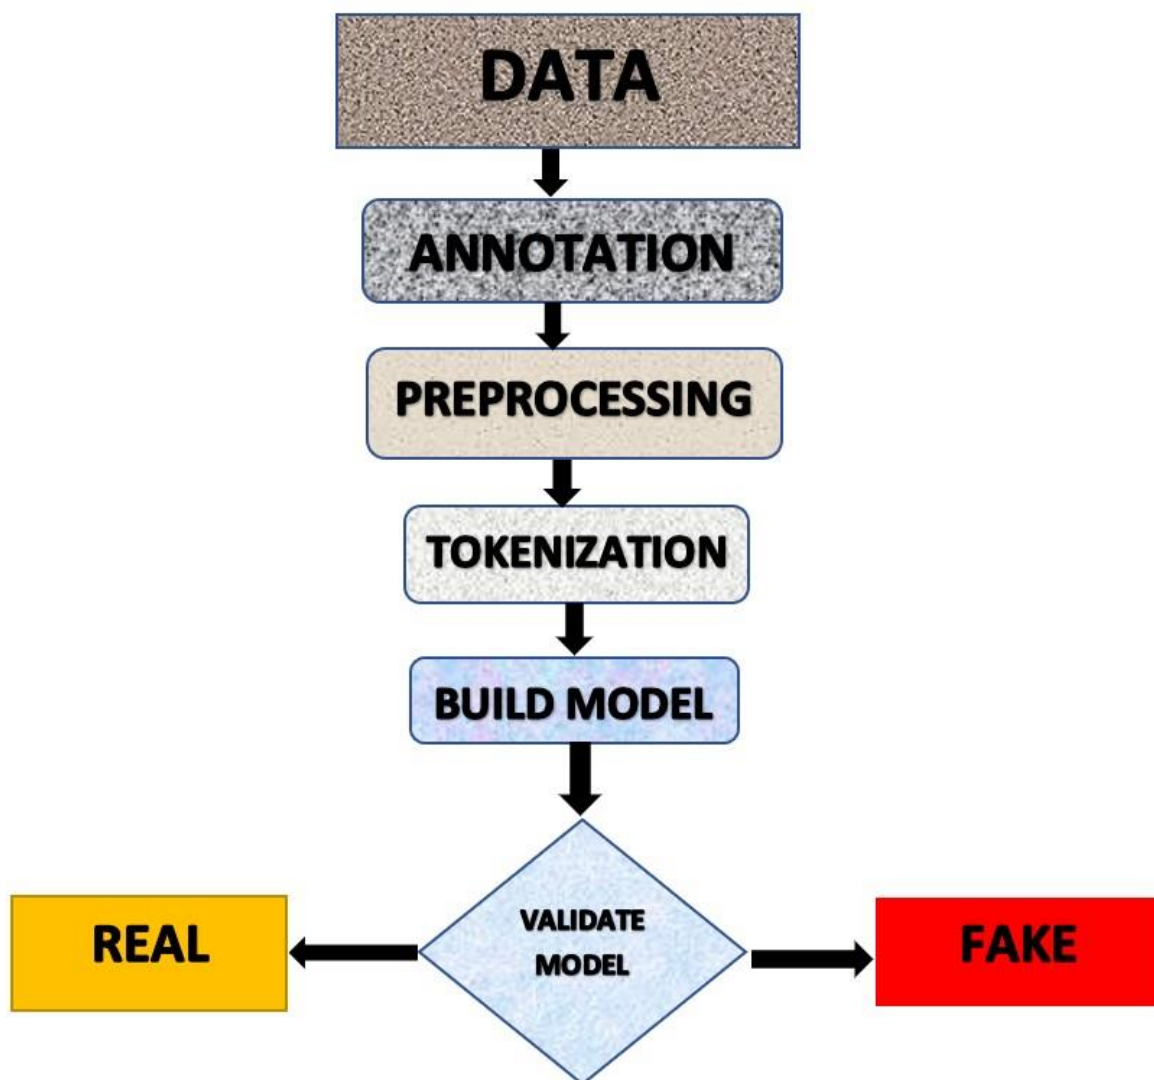 DATA
ANNOTATION
PREPROCESSING
TOKENIZATION
BUILD MODEL
VALIDATE
MODEL
REAL
FAKE